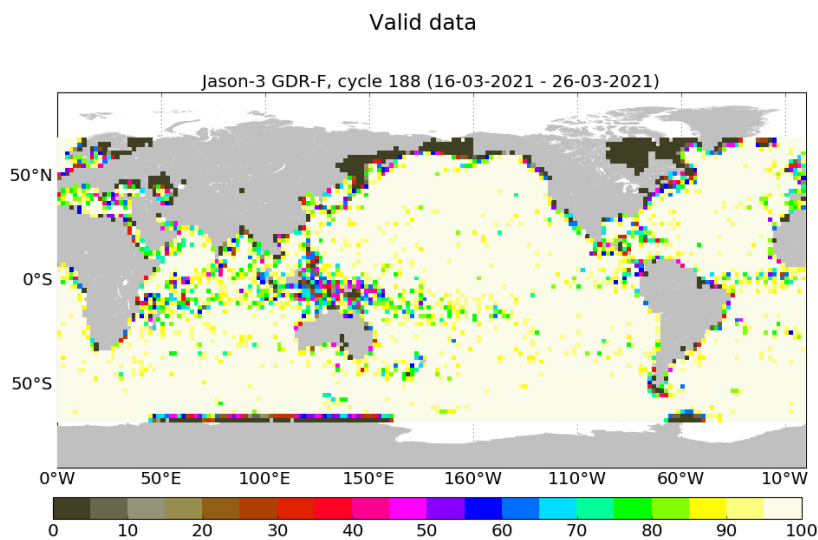 Valid data
Jason-3 GDR-F, cycle 188 (16-03-2021 - 26-03-2021)
50°N
0°S
50°S
0°W 50°E 100°E 150°E 160°W 110°W 60°W 10°W
0 10 20 30 40 50 60 70 80 90 100